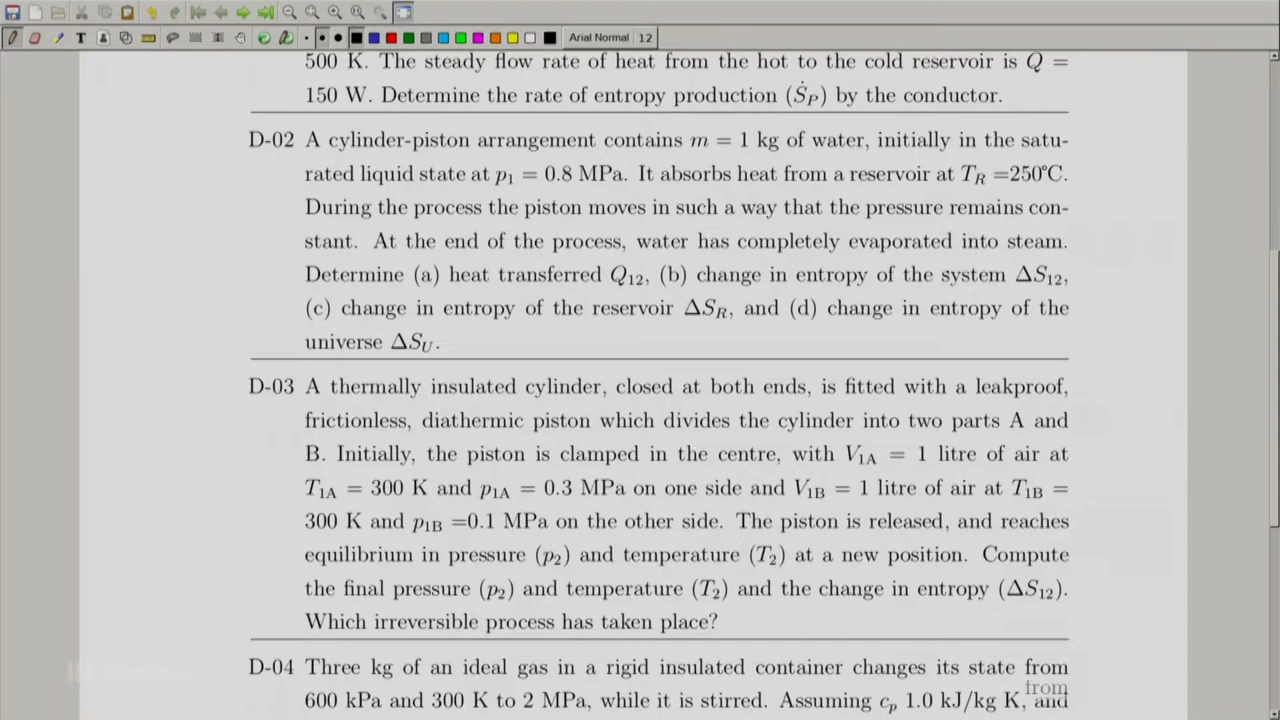 Arial Normal 12
500 K. The steady flow rate of heat from the hot to the cold reservoir is Q =
150 W. Determine the rate of entropy production (Ṡ_P) by the conductor.
D-02 A cylinder-piston arrangement contains m = 1 kg of water, initially in the satu-
rated liquid state at p₁ = 0.8 MPa. It absorbs heat from a reservoir at T_R =250°C.
During the process the piston moves in such a way that the pressure remains con-
stant. At the end of the process, water has completely evaporated into steam.
Determine (a) heat transferred Q₁₂, (b) change in entropy of the system ΔS₁₂,
(c) change in entropy of the reservoir ΔS_R, and (d) change in entropy of the
universe ΔS_U.
D-03 A thermally insulated cylinder, closed at both ends, is fitted with a leakproof,
frictionless, diathermic piston which divides the cylinder into two parts A and
B. Initially, the piston is clamped in the centre, with V_1A = 1 litre of air at
T_1A = 300 K and p_1A = 0.3 MPa on one side and V_1B = 1 litre of air at T_1B =
300 K and p_1B =0.1 MPa on the other side. The piston is released, and reaches
equilibrium in pressure (p₂) and temperature (T₂) at a new position. Compute
the final pressure (p₂) and temperature (T₂) and the change in entropy (ΔS₁₂).
Which irreversible process has taken place?
D-04 Three kg of an ideal gas in a rigid insulated container changes its state from
from
600 kPa and 300 K to 2 MPa, while it is stirred. Assuming c_p 1.0 kJ/kg K, and